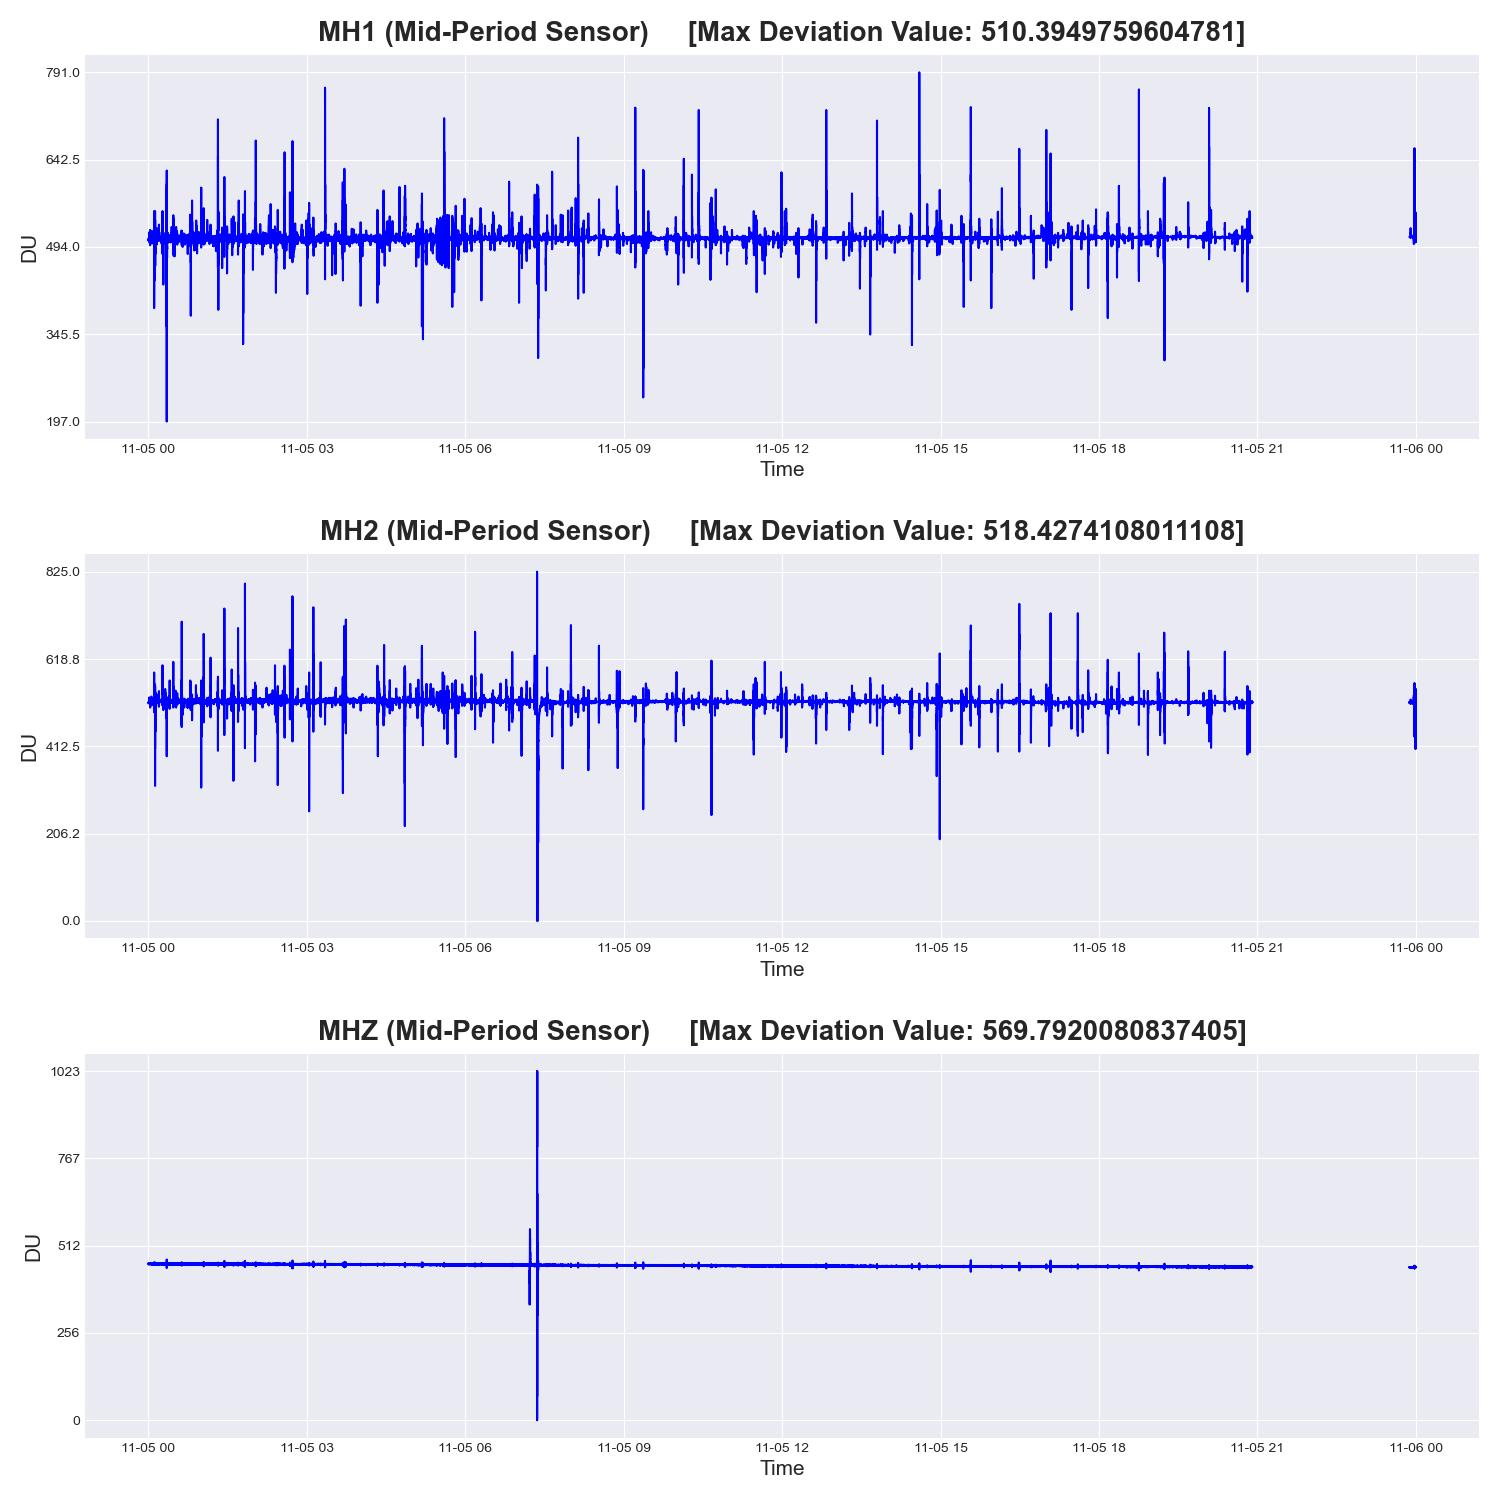 MH1 (Mid-Period Sensor) [Max Deviation Value: 510.3949759604781]
791.0
642.5
494.0
345.5
197.0
DU
11-05 00 11-05 03 11-05 06 11-05 09 11-05 12 11-05 15 11-05 18 11-05 21 11-06 00
Time
MH2 (Mid-Period Sensor) [Max Deviation Value: 518.4274108011108]
825.0
618.8
412.5
206.2
0.0
DU
11-05 00 11-05 03 11-05 06 11-05 09 11-05 12 11-05 15 11-05 18 11-05 21 11-06 00
Time
MHZ (Mid-Period Sensor) [Max Deviation Value: 569.7920080837405]
1023
767
512
256
0
DU
11-05 00 11-05 03 11-05 06 11-05 09 11-05 12 11-05 15 11-05 18 11-05 21 11-06 00
Time